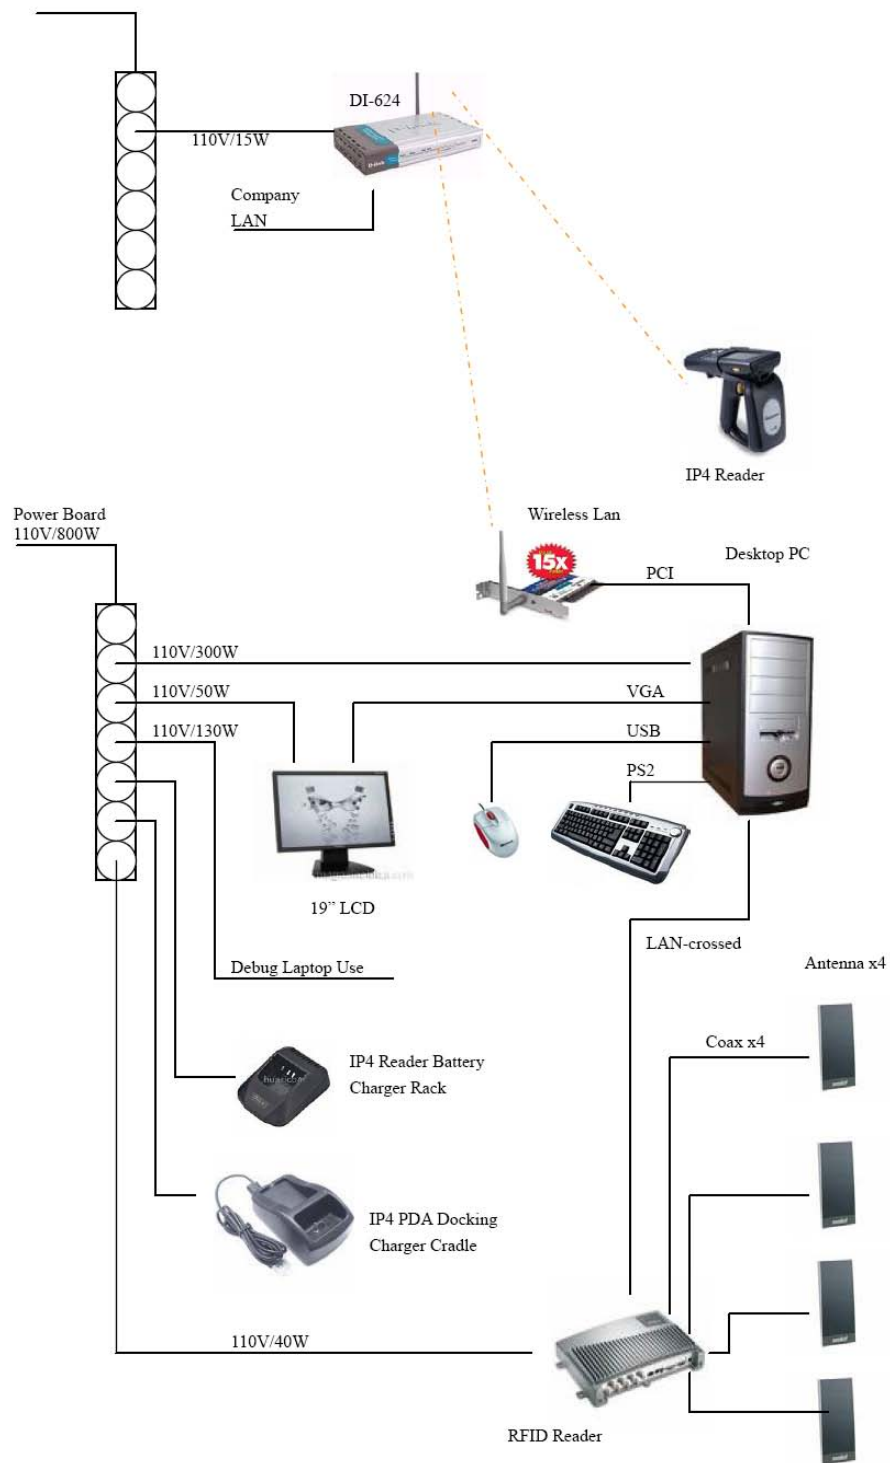 DI-624
110V/15W
D-Link
Company
LAN
IP4 Reader
Power Board
110V/800W
Wireless Lan
15X
Desktop PC
PCI
110V/300W
110V/50W
VGA
110V/130W
USB
PS2
19” LCD
LAN-crossed
Debug Laptop Use
Antenna x4
Coax x4
IP4 Reader Battery
Charger Rack
IP4 PDA Docking
Charger Cradle
110V/40W
RFID Reader